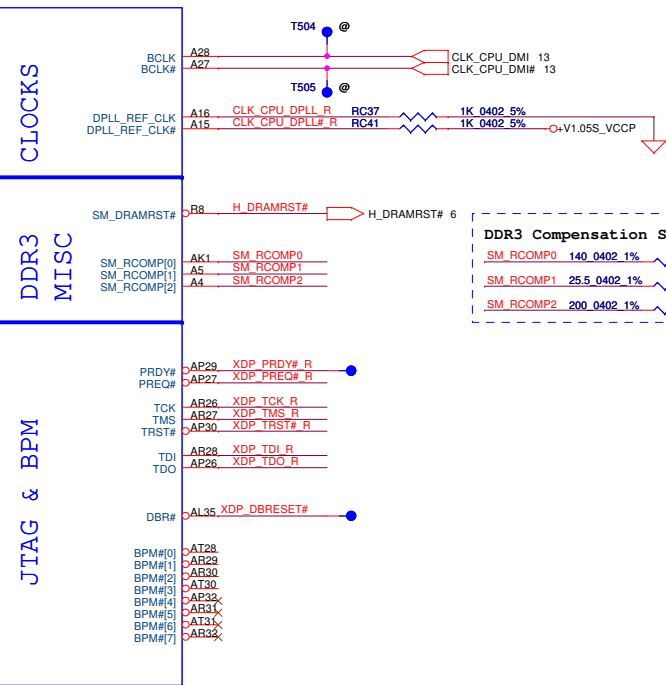 T504 @
CLOCKS
BCLK A28 CLK_CPU_DMI 13
BCLK# A27 CLK_CPU_DMI# 13
T505 @
DPLL_REF_CLK A16 CLK_CPU_DPLL_R RC37 1K_0402_5%
DPLL_REF_CLK# A15 CLK_CPU_DPLL#_R RC41 1K_0402_5% +V1.05S_VCCP
DDR3
MISC
SM_DRAMRST# R8 H_DRAMRST# H_DRAMRST# 6
SM_RCOMP[0] AK1 SM_RCOMP0
SM_RCOMP[1] A5 SM_RCOMP1
SM_RCOMP[2] A4 SM_RCOMP2
DDR3 Compensation S
SM_RCOMP0 140_0402_1%
SM_RCOMP1 25.5_0402_1%
SM_RCOMP2 200_0402_1%
JTAG & BPM
PRDY# AP29 XDP_PRDY#_R
PREQ# AP27 XDP_PREQ#_R
TCK AR26 XDP_TCK_R
TMS AR27 XDP_TMS_R
TRST# AP30 XDP_TRST#_R
TDI AR28 XDP_TDI_R
TDO AP26 XDP_TDO_R
DBR# AL35 XDP_DBRESET#
BPM#[0] AT28
BPM#[1] AR29
BPM#[2] AR30
BPM#[3] AT30
BPM#[4] AP32
BPM#[5] AR31
BPM#[6] AT31
BPM#[7] AR32